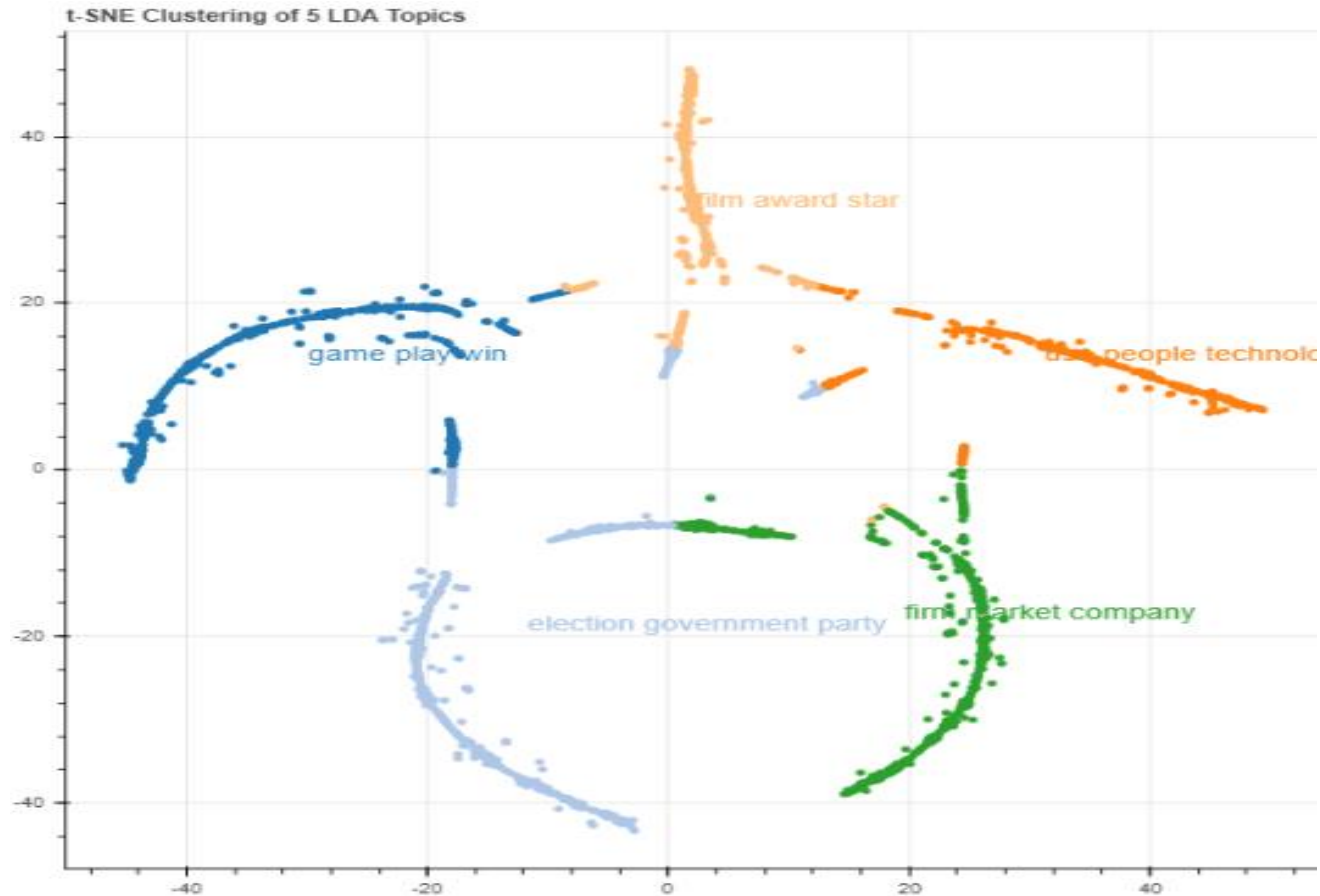 t-SNE Clustering of 5 LDA Topics
40
film award star
20
game play win
people technolo
0
firm market company
election government party
-20
-40
-40 -20 0 20 40